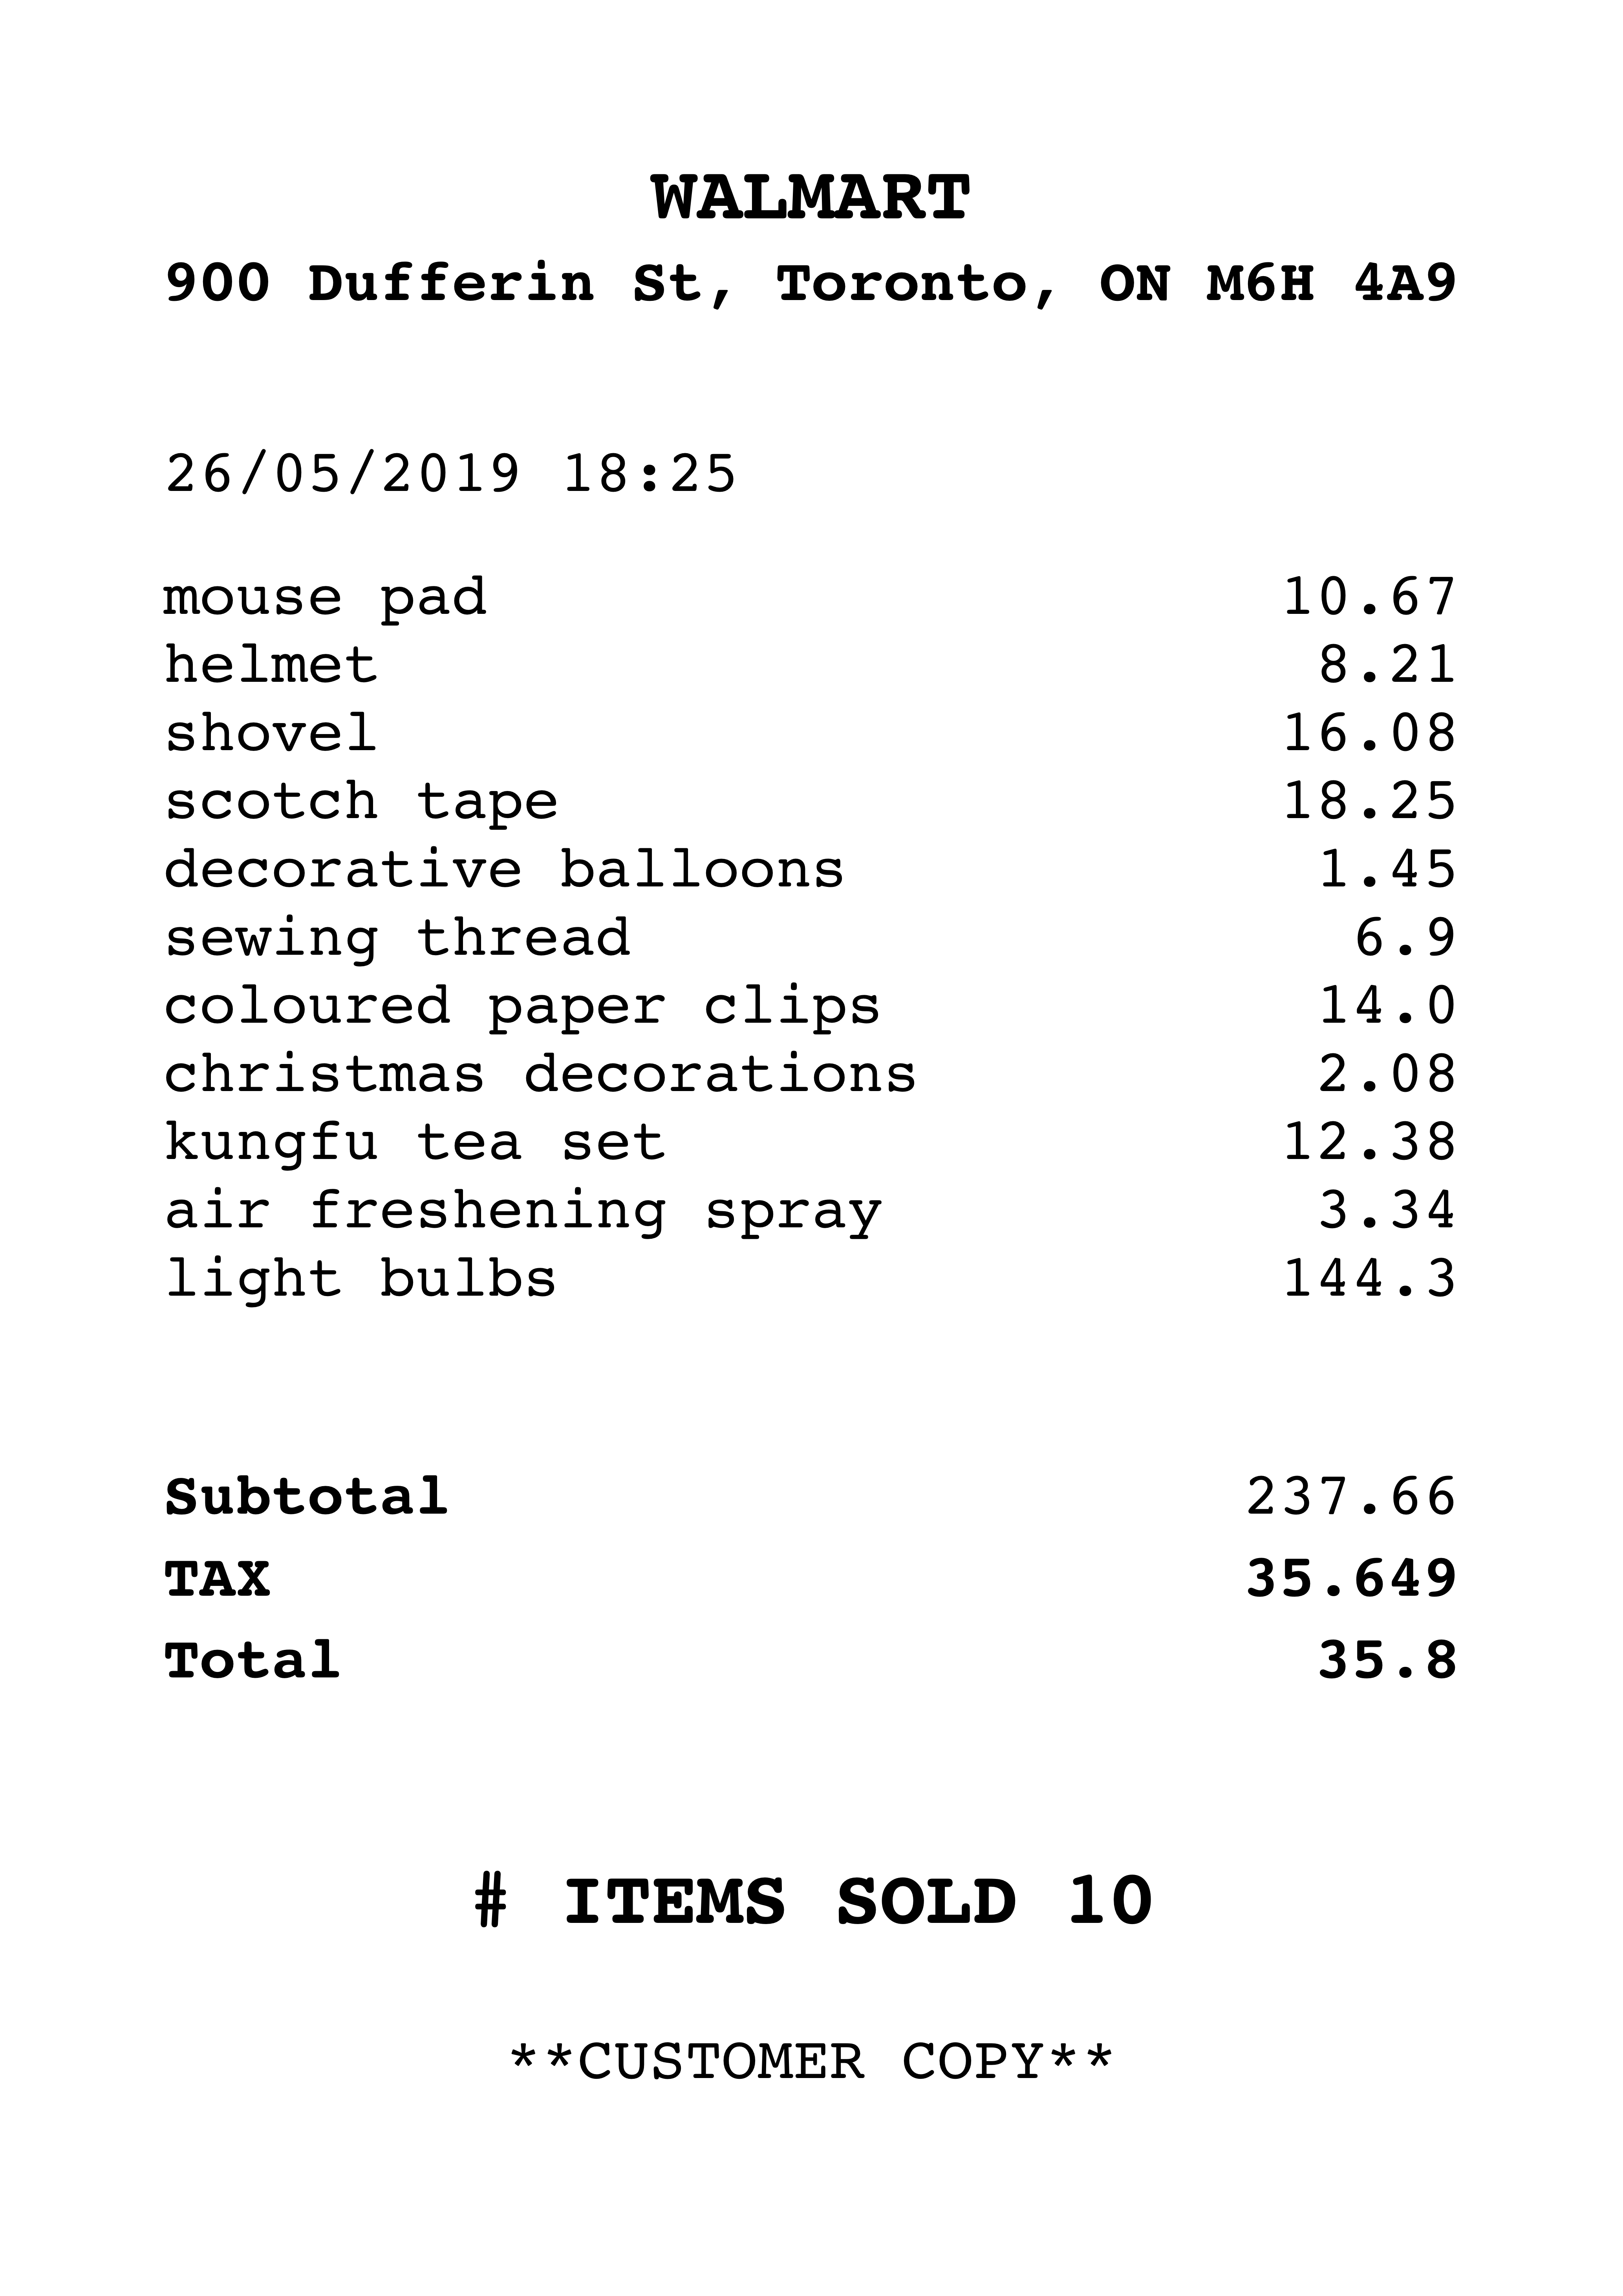 WALMART
900 Dufferin St, Toronto, ON M6H 4A9
26/05/2019 18:25
mouse pad 10.67
helmet 8.21
shovel 16.08
scotch tape 18.25
decorative balloons 1.45
sewing thread 6.9
coloured paper clips 14.0
christmas decorations 2.08
kungfu tea set 12.38
air freshening spray 3.34
light bulbs 144.3
Subtotal 237.66
TAX 35.649
Total 35.8
# ITEMS SOLD 10
**CUSTOMER COPY**